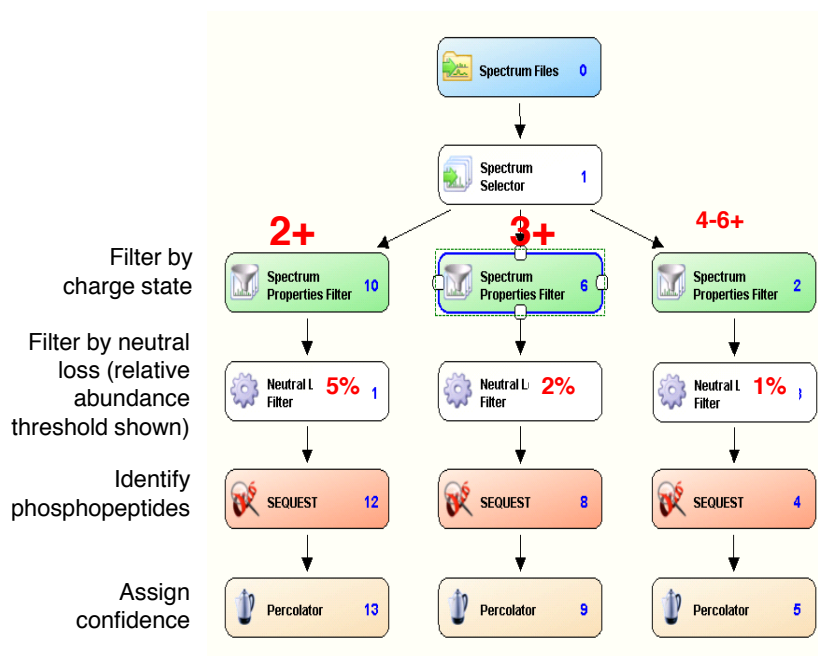 Spectrum Files 0
Spectrum
Selector 1
2+ 3+ 4-6+
Filter by
charge state
Spectrum
Properties Filter 10
Spectrum
Properties Filter 6
Spectrum
Properties Filter 2
Filter by neutral
loss (relative
abundance
threshold shown)
Neutral L 5% 1
Filter
Neutral L 2%
Filter
Neutral L 1%
Filter
Identify
phosphopeptides
SEQUEST 12
SEQUEST 8
SEQUEST 4
Assign
confidence
Percolator 13
Percolator 9
Percolator 5